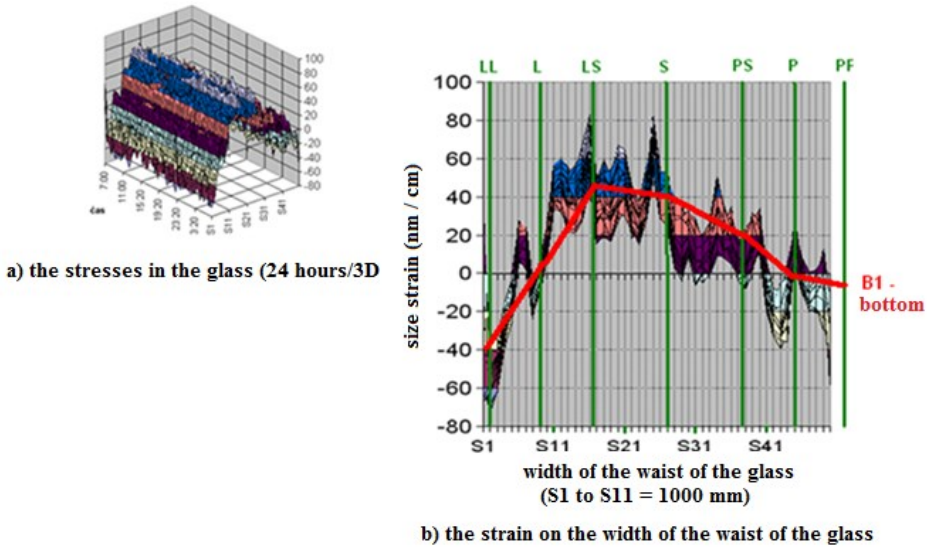 100
80
60
40
20
0
-20
-40
-60
-80
7:00
11:00
15:20
19:20
23:20
3:20
čas
S1
S11
S21
S31
S41
a) the stresses in the glass (24 hours/3D
LL L LS S PS P PF
100
80
60
40
20
0
-20
-40
-60
-80
size strain (nm / cm)
S1 S11 S21 S31 S41
B1 -
bottom
width of the waist of the glass
(S1 to S11 = 1000 mm)
b) the strain on the width of the waist of the glass